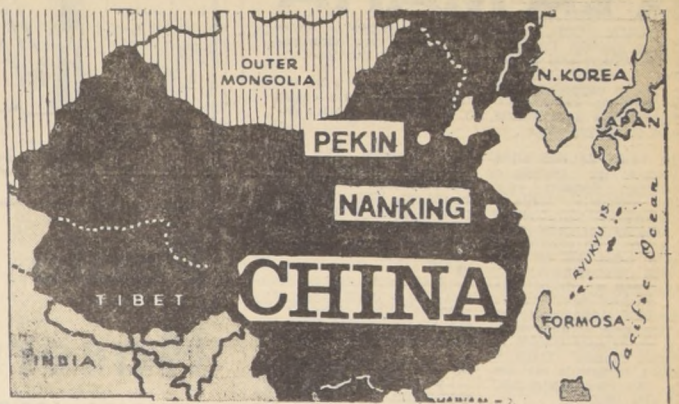 OUTER
MONGOLIA
N. KOREA
JAPAN
PEKIN
NANKING
RYUKYU IS.
Pacific Ocean
CHINA
TIBET
FORMOSA
INDIA